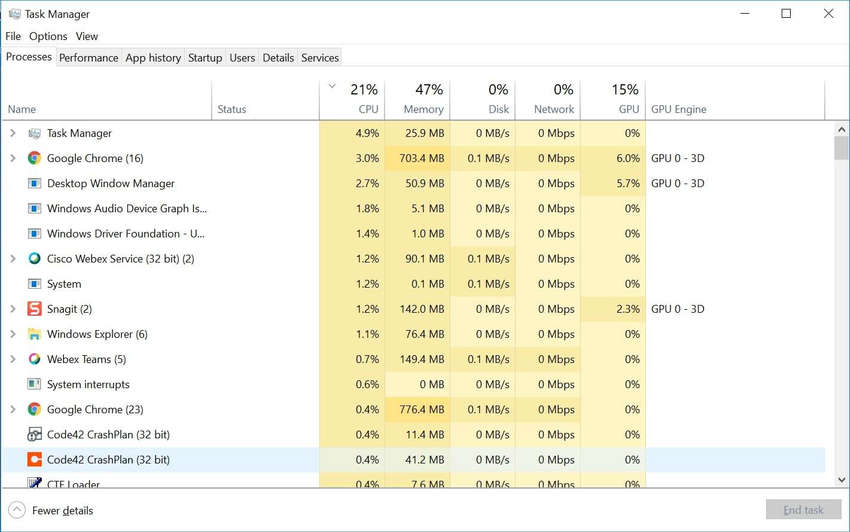 Task Manager
File Options View
Processes Performance App history Startup Users Details Services
21% 47% 0% 0% 15%
Name Status CPU Memory Disk Network GPU GPU Engine
Task Manager 4.9% 25.9 MB 0 MB/s 0 Mbps 0%
Google Chrome (16) 3.0% 703.4 MB 0.1 MB/s 0 Mbps 6.0% GPU 0 - 3D
Desktop Window Manager 2.7% 50.9 MB 0 MB/s 0 Mbps 5.7% GPU 0 - 3D
Windows Audio Device Graph Is... 1.8% 5.1 MB 0 MB/s 0 Mbps 0%
Windows Driver Foundation - U... 1.4% 1.0 MB 0 MB/s 0 Mbps 0%
Cisco Webex Service (32 bit) (2) 1.2% 90.1 MB 0.1 MB/s 0 Mbps 0%
System 1.2% 0.1 MB 0.1 MB/s 0 Mbps 0%
Snagit (2) 1.2% 142.0 MB 0 MB/s 0 Mbps 2.3% GPU 0 - 3D
Windows Explorer (6) 1.1% 76.4 MB 0 MB/s 0 Mbps 0%
Webex Teams (5) 0.7% 149.4 MB 0.1 MB/s 0 Mbps 0%
System interrupts 0.6% 0 MB 0 MB/s 0 Mbps 0%
Google Chrome (23) 0.4% 776.4 MB 0.1 MB/s 0 Mbps 0%
Code42 CrashPlan (32 bit) 0.4% 11.4 MB 0 MB/s 0 Mbps 0%
Code42 CrashPlan (32 bit) 0.4% 41.2 MB 0 MB/s 0 Mbps 0%
CTF Loader 0.4% 7.6 MB 0 MB/s 0 Mbps 0%
Fewer details End task